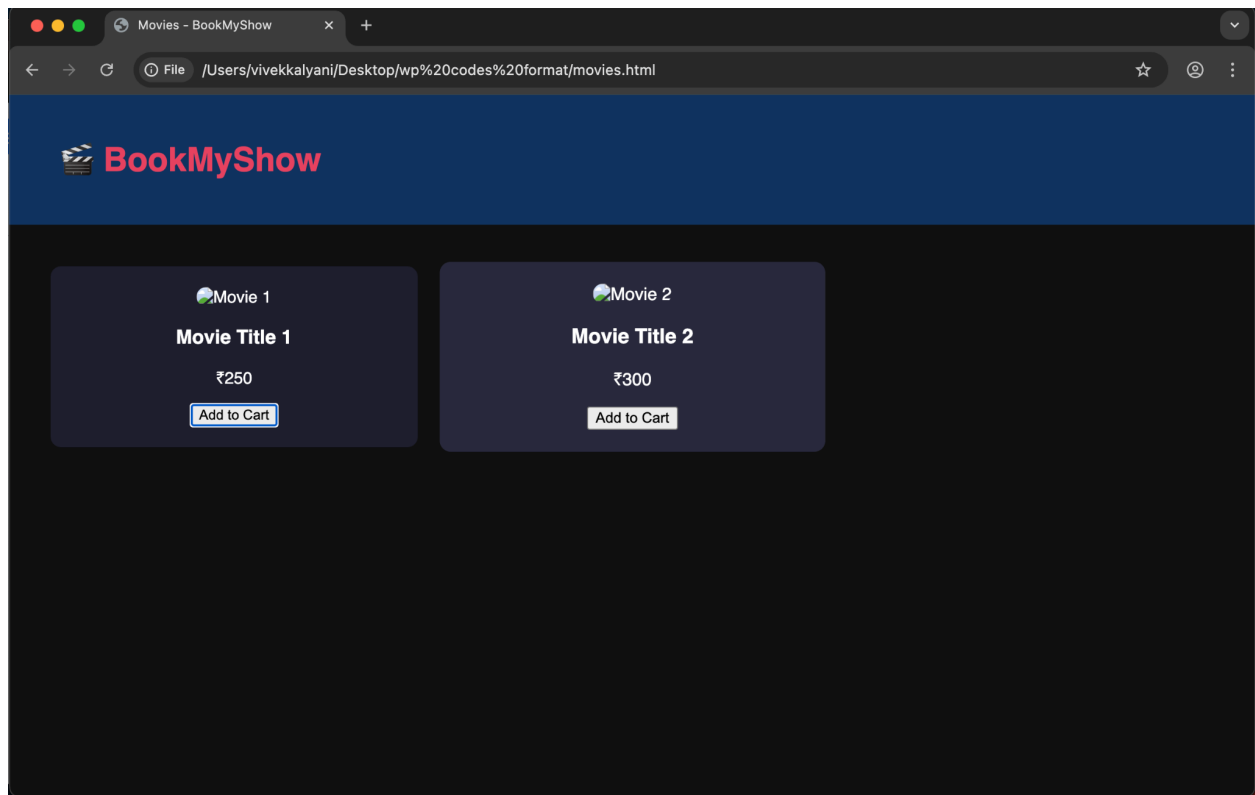 Movies - BookMyShow
File /Users/vivekkalyani/Desktop/wp%20codes%20format/movies.html
BookMyShow
Movie 1
Movie Title 1
₹250
Add to Cart
Movie 2
Movie Title 2
₹300
Add to Cart